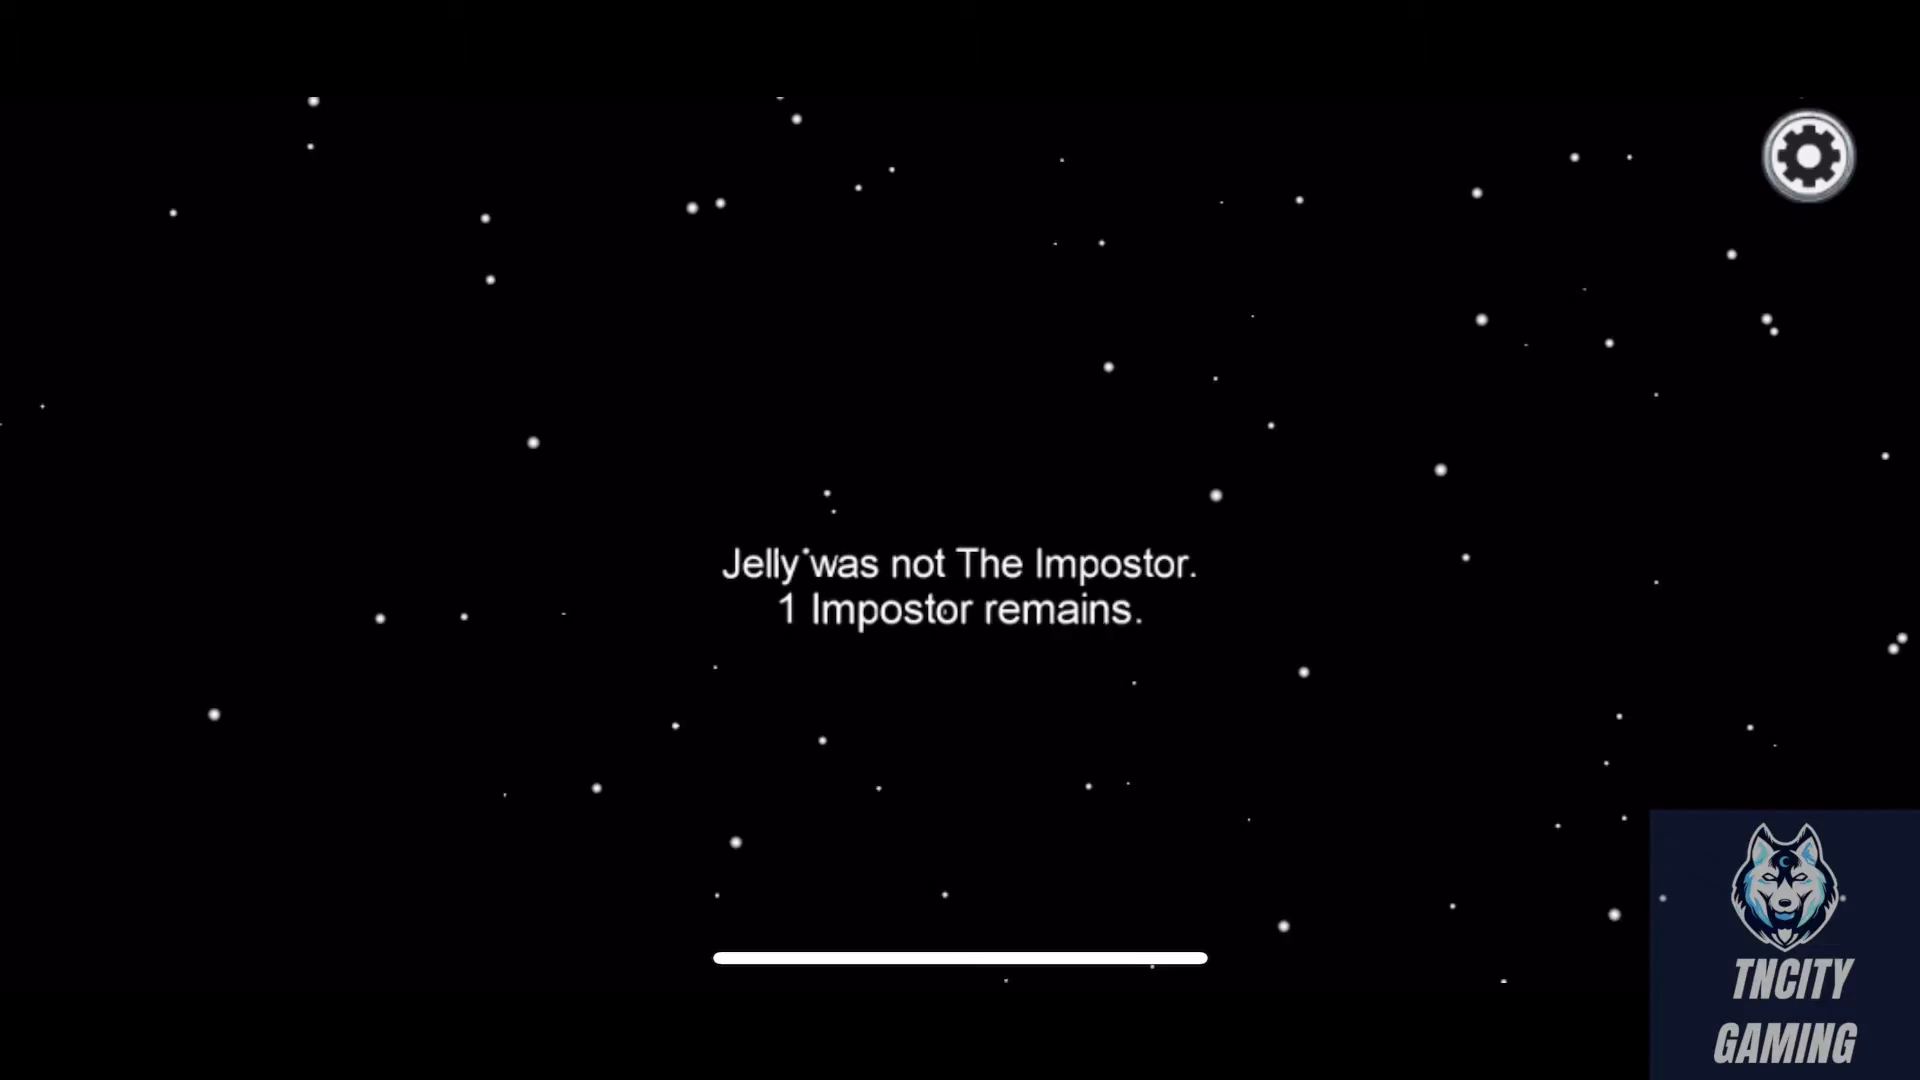 Jelly was not The Impostor.
1 Impostor remains.
TNCITY
GAMING